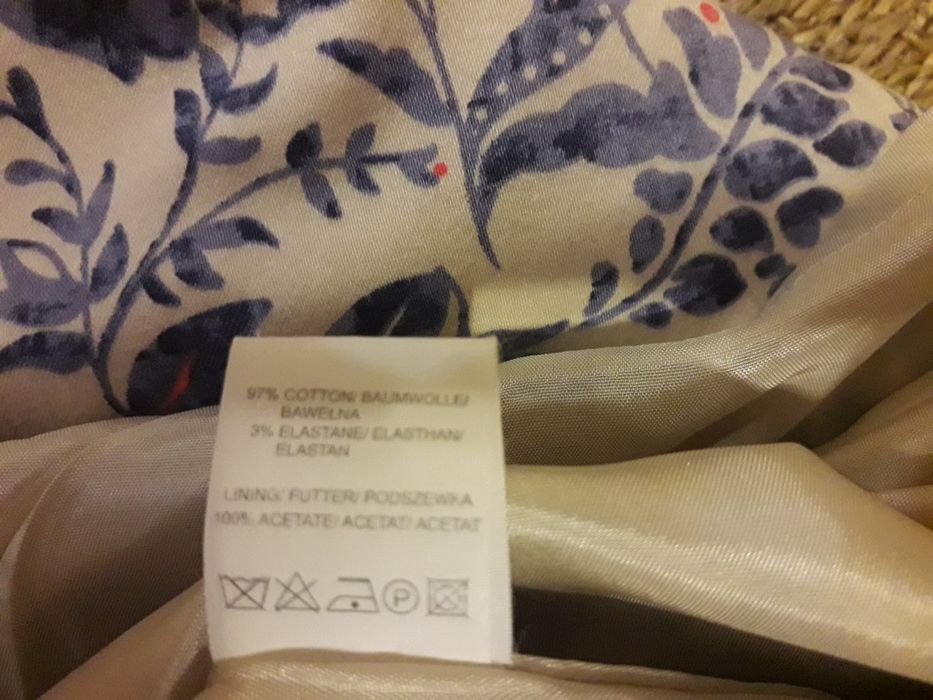 97% COTTON/ BAUMWOLLE/
BAWEŁNA
3% ELASTANE/ ELASTHAN/
ELASTAN
LINING/ FUTTER/ PODSZEWKA
100% ACETATE/ ACETAT/ ACETAT
P